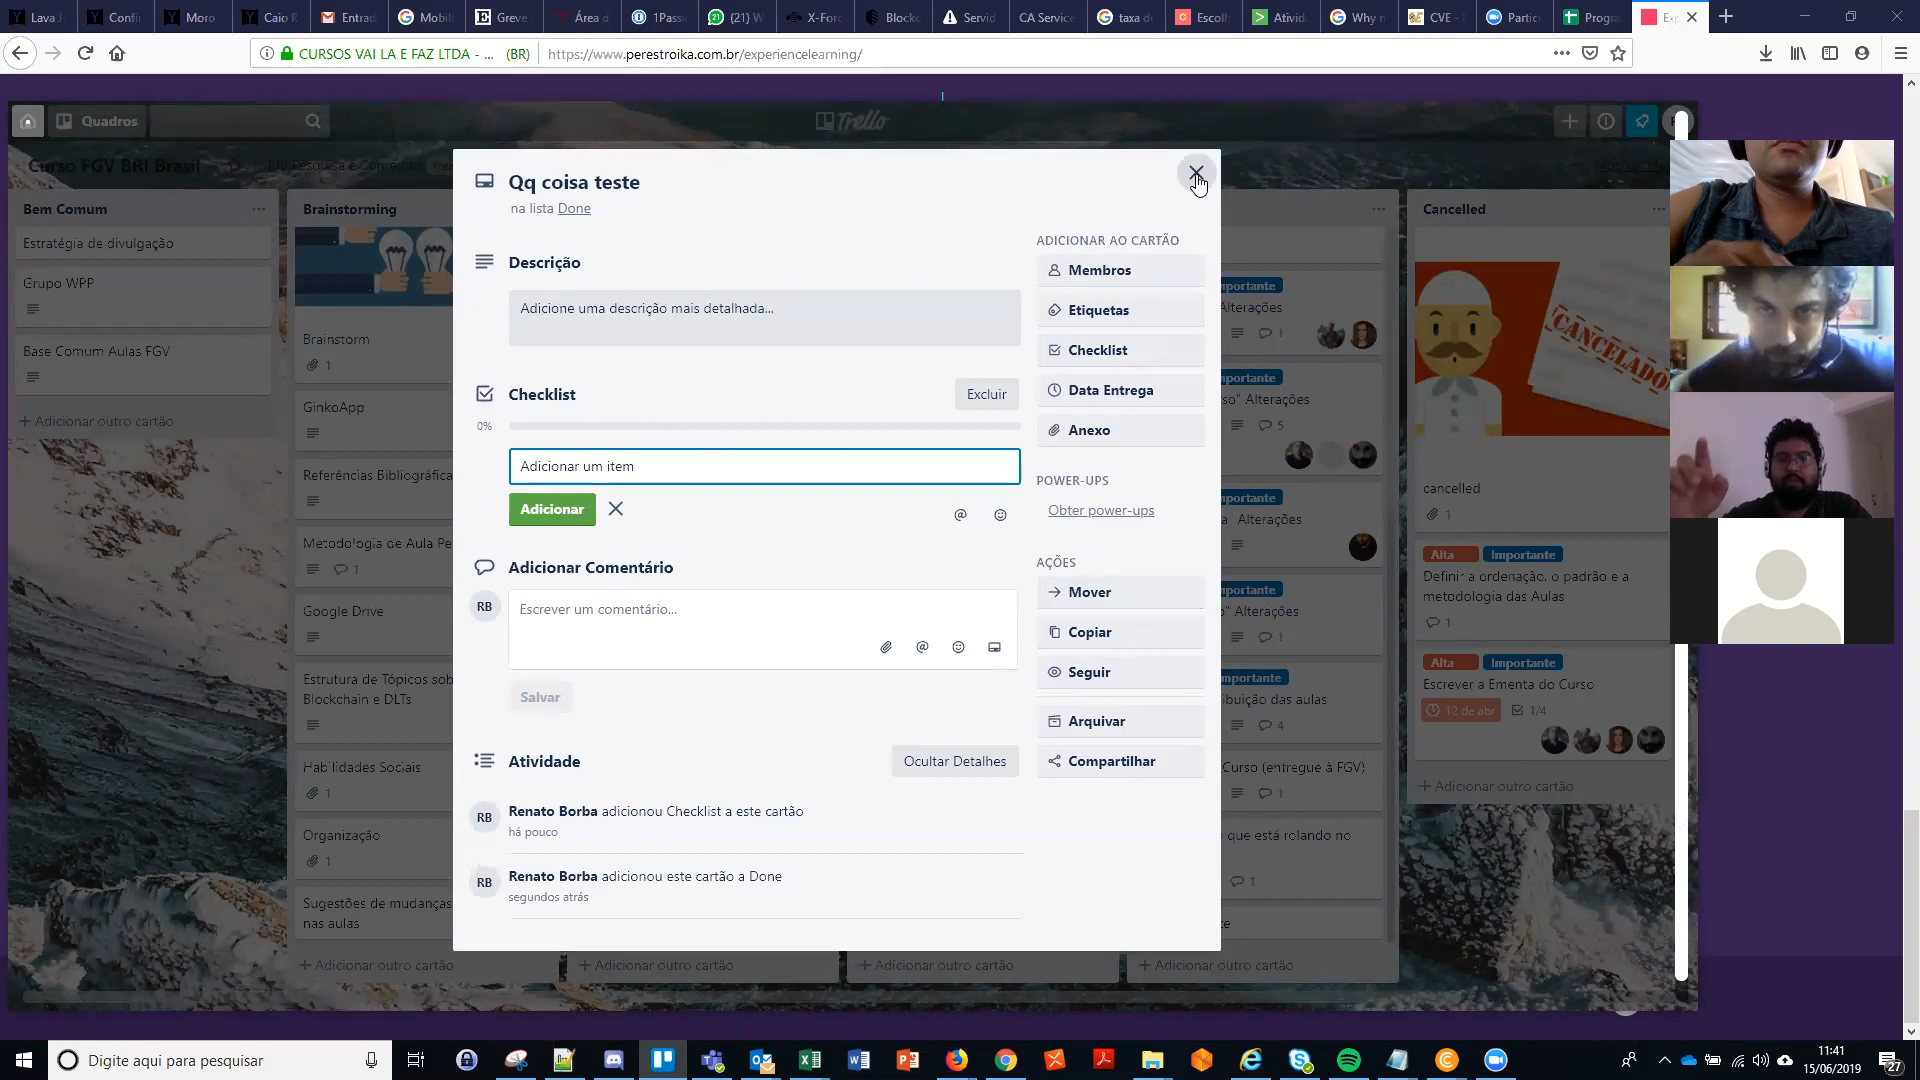 Lava J
Confir
Moro
Caio R
Entrad
Mobili
Greve
Área d
1Pass
(21) W
X-Forc
Block
Servid
CA Service
taxa de
Escolh
Ativid
Why n
CVE -
Partic
Progra
Exp
CURSOS VAI LA E FAZ LTDA - ... (BR)
https://www.perestroika.com.br/experiencelearning/
Quadros
Trello
Curso FGV BRI Brasil
Bem Comum
Estratégia de divulgação
Grupo WPP
Base Comum Aulas FGV
+ Adicionar outro cartão
Brainstorming
Brainstorm
1
GinkoApp
Referências Bibliográfica
Metodologia de Aula Pe
1
Google Drive
Estrutura de Tópicos sob
Blockchain e DLTs
Habilidades Sociais
1
Organização
1
Sugestões de mudanças
nas aulas
+ Adicionar outro cartão
+ Adicionar outro cartão
+ Adicionar outro cartão
+ Adicionar outro cartão
Qq coisa teste
na lista Done
Descrição
Adicione uma descrição mais detalhada...
Checklist
Excluir
0%
Adicionar um item
Adicionar
Adicionar Comentário
RB
Escrever um comentário...
Salvar
Atividade
Ocultar Detalhes
RB
Renato Borba adicionou Checklist a este cartão
há pouco
RB
Renato Borba adicionou este cartão a Done
segundos atrás
ADICIONAR AO CARTÃO
Membros
Etiquetas
Checklist
Data Entrega
Anexo
POWER-UPS
Obter power-ups
AÇÕES
Mover
Copiar
Seguir
Arquivar
Compartilhar
Importante
Alterações
1
portante
so" Alterações
5
portante
a" Alterações
portante
o" Alterações
1
mportante
ibuição das aulas
4
Curso (entregue à FGV)
1
que está rolando no
1
te
Cancelled
CANCELADO
cancelled
1
Alta Importante
Definir a ordenação, o padrão e a
metodologia das Aulas
1
Alta Importante
Escrever a Ementa do Curso
12 de abr
1/4
+ Adicionar outro cartão
Digite aqui para pesquisar
11:41
15/06/2019
27